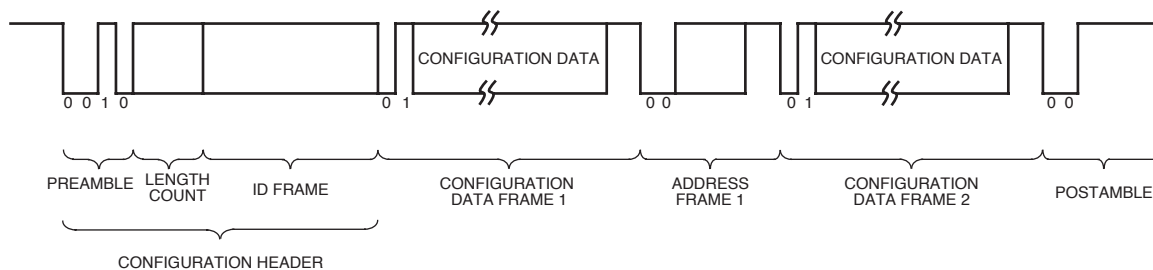 CONFIGURATION DATA CONFIGURATION DATA
0 0 1 0 0 1 0 0 0 1 0 0
PREAMBLE LENGTH COUNT ID FRAME CONFIGURATION DATA FRAME 1 ADDRESS FRAME 1 CONFIGURATION DATA FRAME 2 POSTAMBLE
CONFIGURATION HEADER